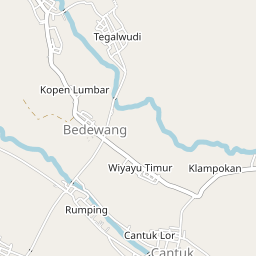 Tegalwudi
Kopen Lumbar
Bedewang
Wiyayu Timur
Klampokan
Rumping
Cantuk Lor
Cantuk